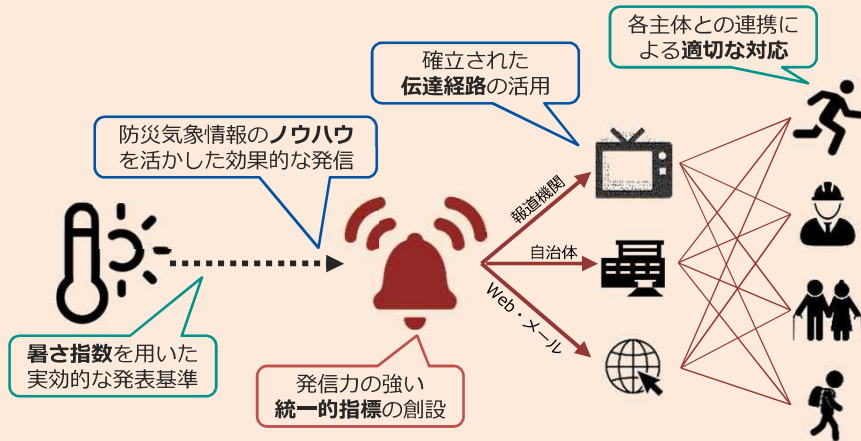 各主体との連携に
よる適切な対応
確立された
伝達経路の活用
防災気象情報のノウハウ
を活かした効果的な発信
報道機関
自治体
Web・メール
暑さ指数を用いた
実効的な発表基準
発信力の強い
統一的指標の創設